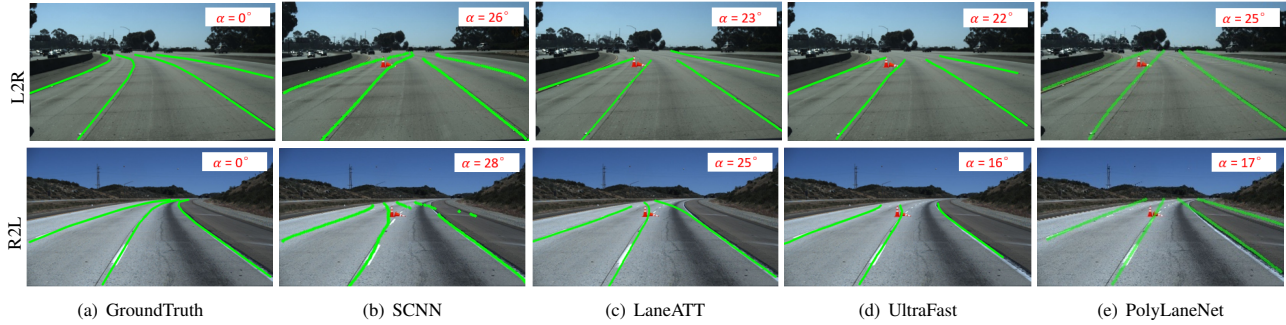 L2R
α = 0°
α = 26°
α = 23°
α = 22°
α = 25°
R2L
α = 0°
α = 28°
α = 25°
α = 16°
α = 17°
(a) GroundTruth
(b) SCNN
(c) LaneATT
(d) UltraFast
(e) PolyLaneNet